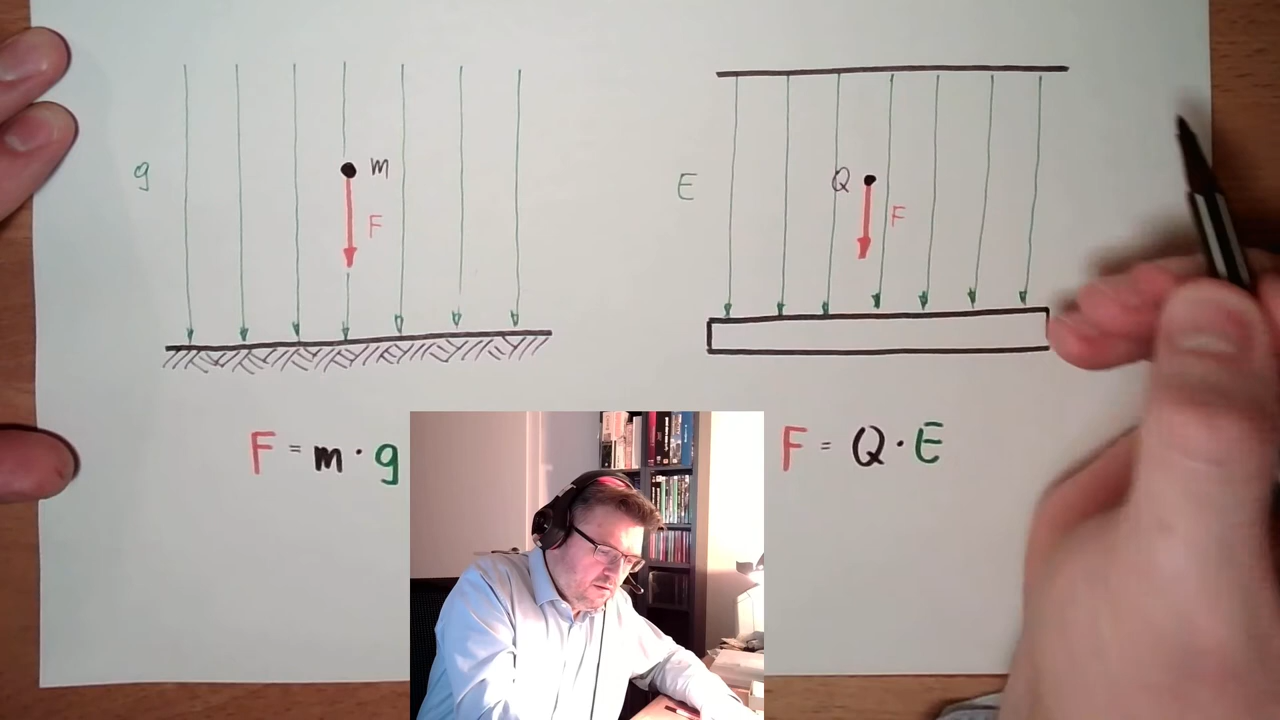 g
m
F
E
Q
F
F = m · g
F = Q · E